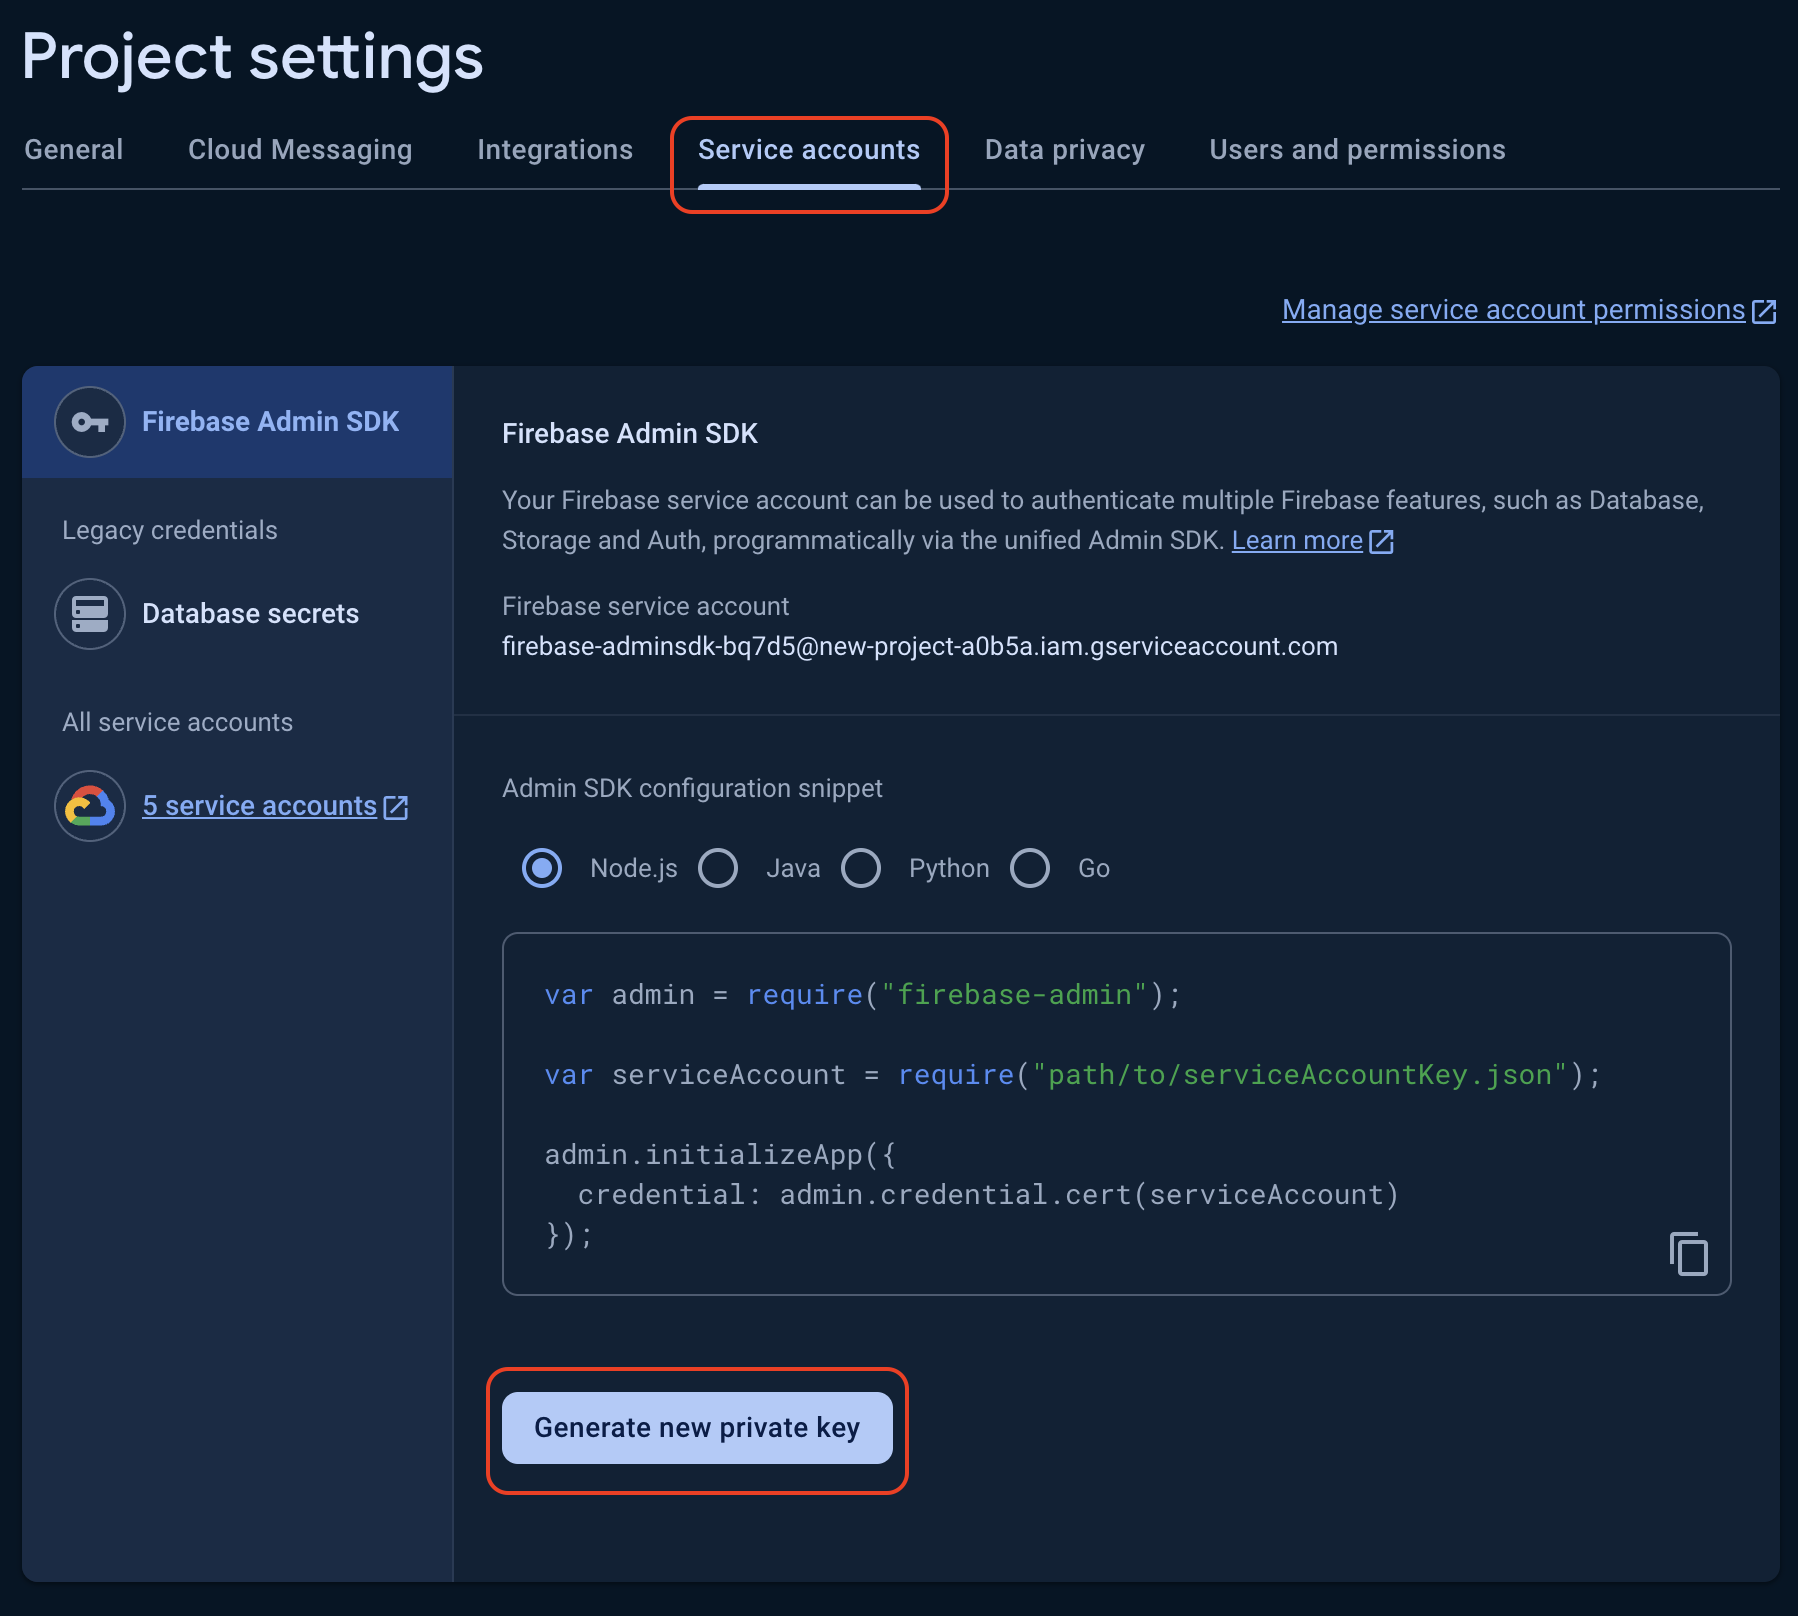 Project settings
General Cloud Messaging Integrations Service accounts Data privacy Users and permissions
Manage service account permissions
Firebase Admin SDK
Legacy credentials
Database secrets
All service accounts
5 service accounts
Firebase Admin SDK
Your Firebase service account can be used to authenticate multiple Firebase features, such as Database,
Storage and Auth, programmatically via the unified Admin SDK. Learn more
Firebase service account
firebase-adminsdk-bq7d5@new-project-a0b5a.iam.gserviceaccount.com
Admin SDK configuration snippet
Node.js Java Python Go
var admin = require("firebase-admin");
var serviceAccount = require("path/to/serviceAccountKey.json");
admin.initializeApp({
  credential: admin.credential.cert(serviceAccount)
});
Generate new private key